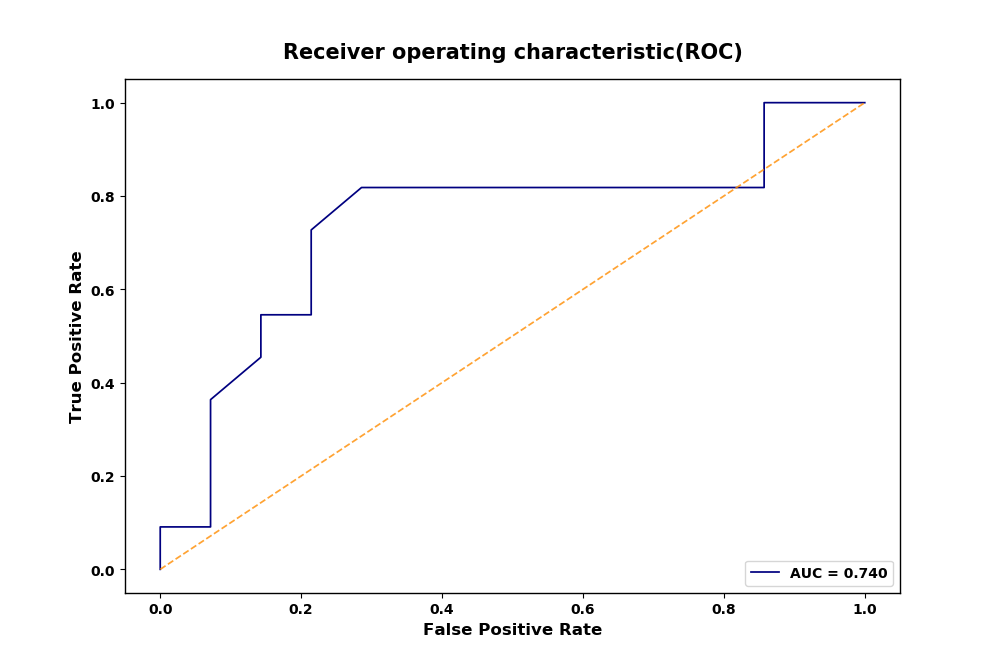 Receiver operating characteristic(ROC)
1.0
0.8
0.6
0.4
0.2
0.0
True Positive Rate
0.0 0.2 0.4 0.6 0.8 1.0
False Positive Rate
AUC = 0.740